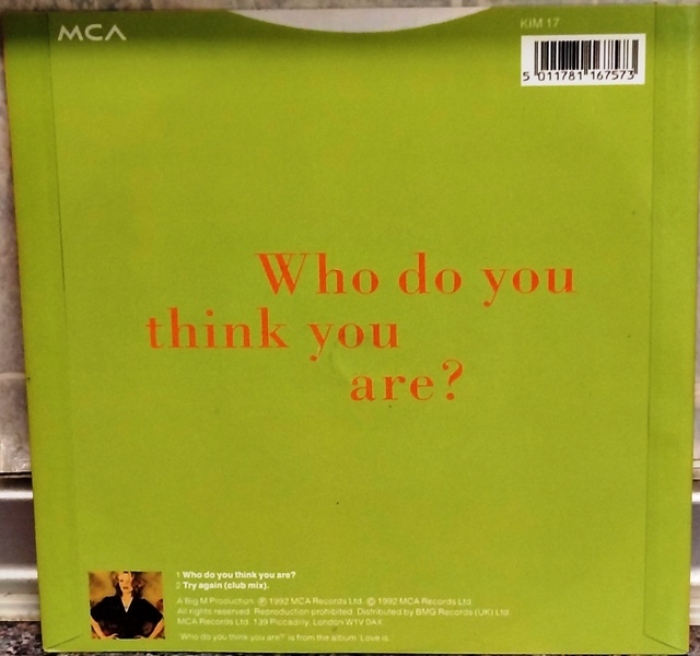 MCA
KIM 17
5 011781 167573
Who do you
think you
are?
1 Who do you think you are?
2 Try again (club mix).
A Big M Production. ℗ 1992 MCA Records Ltd. © 1992 MCA Records Ltd.
All rights reserved. Reproduction prohibited. Distributed by BMG Records (UK) Ltd.
MCA Records Ltd. 139 Piccadilly, London W1V 0AX.
'Who do you think you are?' is from the album 'Love is.'